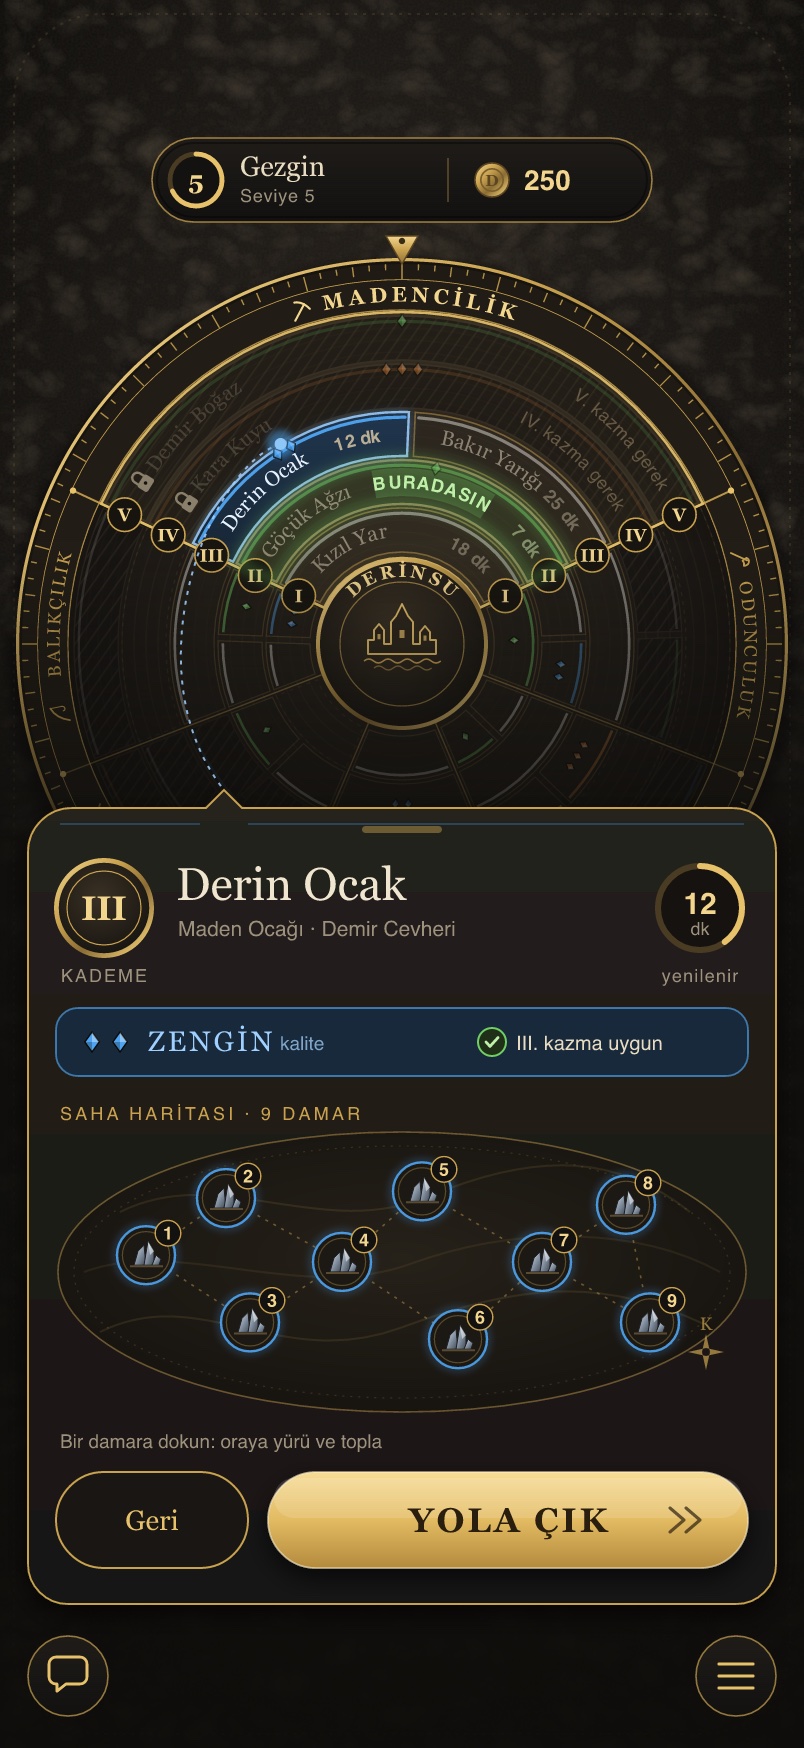 5
Gezgin
Seviye 5
D
250
MADENCİLİK
Demir Boğaz
V. kazma gerek
Kara Kuyu
IV. kazma gerek
Derin Ocak
12 dk
Bakır Yarığı 25 dk
Göçük Ağzı
BURADASIN
7 dk
Kızıl Yar
18 dk
V
IV
III
II
I
I
II
III
IV
V
DERİNSU
BALIKÇILIK
ODUNCULUK
III
KADEME
Derin Ocak
Maden Ocağı · Demir Cevheri
12
dk
yenilenir
ZENGİN kalite
III. kazma uygun
SAHA HARİTASI · 9 DAMAR
1
2
3
4
5
6
7
8
9
K
Bir damara dokun: oraya yürü ve topla
Geri
YOLA ÇIK